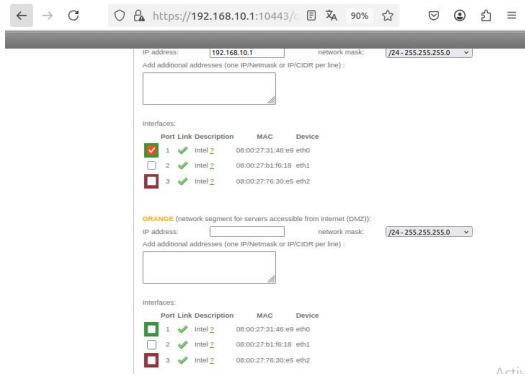 https://192.168.10.1:10443/ 90%
IP address: 192.168.10.1 network mask: /24 - 255.255.255.0
Add additional addresses (one IP/Netmask or IP/CIDR per line) :
Interfaces:
Port Link Description MAC Device
1 Intel ? 08:00:27:31:46:e9 eth0
2 Intel ? 08:00:27:b1:f6:18 eth1
3 Intel ? 08:00:27:76:30:e5 eth2
ORANGE (network segment for servers accessible from internet (DMZ)):
IP address: network mask: /24 - 255.255.255.0
Add additional addresses (one IP/Netmask or IP/CIDR per line) :
Interfaces:
Port Link Description MAC Device
1 Intel ? 08:00:27:31:46:e9 eth0
2 Intel ? 08:00:27:b1:f6:18 eth1
3 Intel ? 08:00:27:76:30:e5 eth2